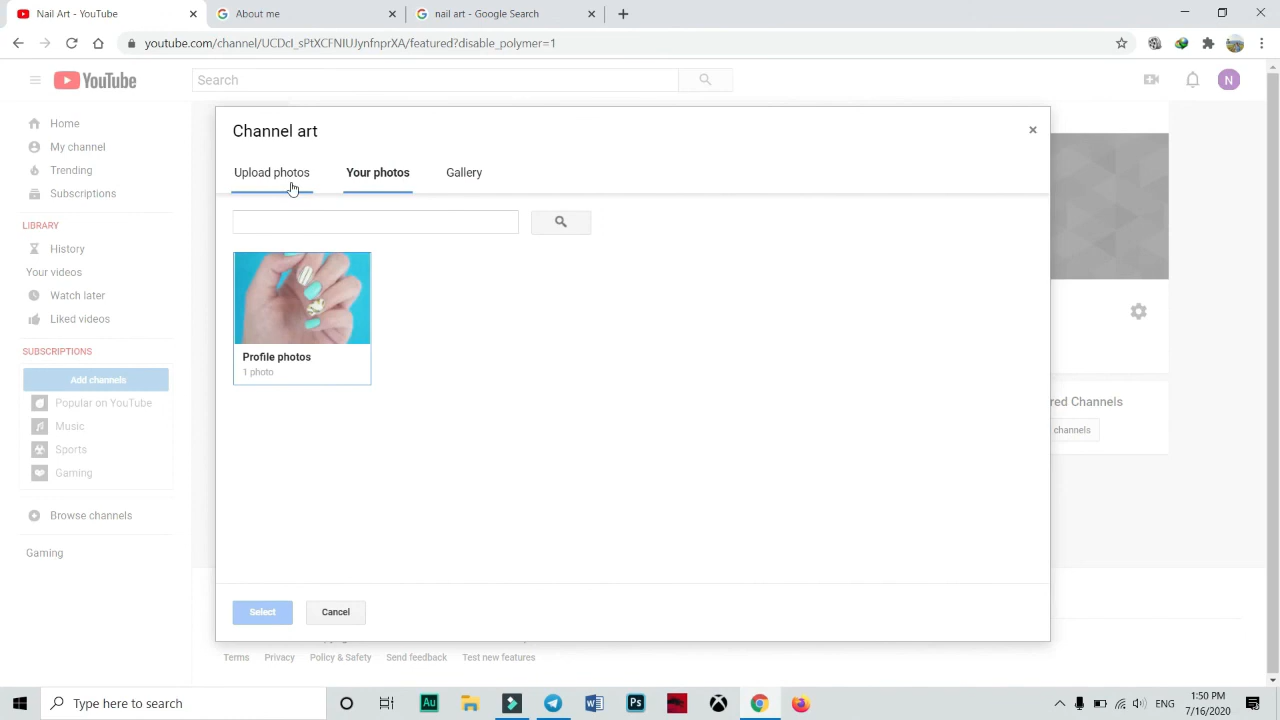 Nail Art - YouTube
About me
nail art - Google Search
youtube.com/channel/UCDcl_sPtXCFNIUJynfnprXA/featured?disable_polymer=1
YouTube
Search
N
Home
My channel
Trending
Subscriptions
LIBRARY
History
Your videos
Watch later
Liked videos
SUBSCRIPTIONS
Add channels
Popular on YouTube
Music
Sports
Gaming
Browse channels
Gaming
Channel art
Upload photos
Your photos
Gallery
Profile photos
1 photo
Select
Cancel
red Channels
channels
Terms
Privacy
Policy & Safety
Send feedback
Test new features
Type here to search
Au
Ps
1:50 PM
7/16/2020